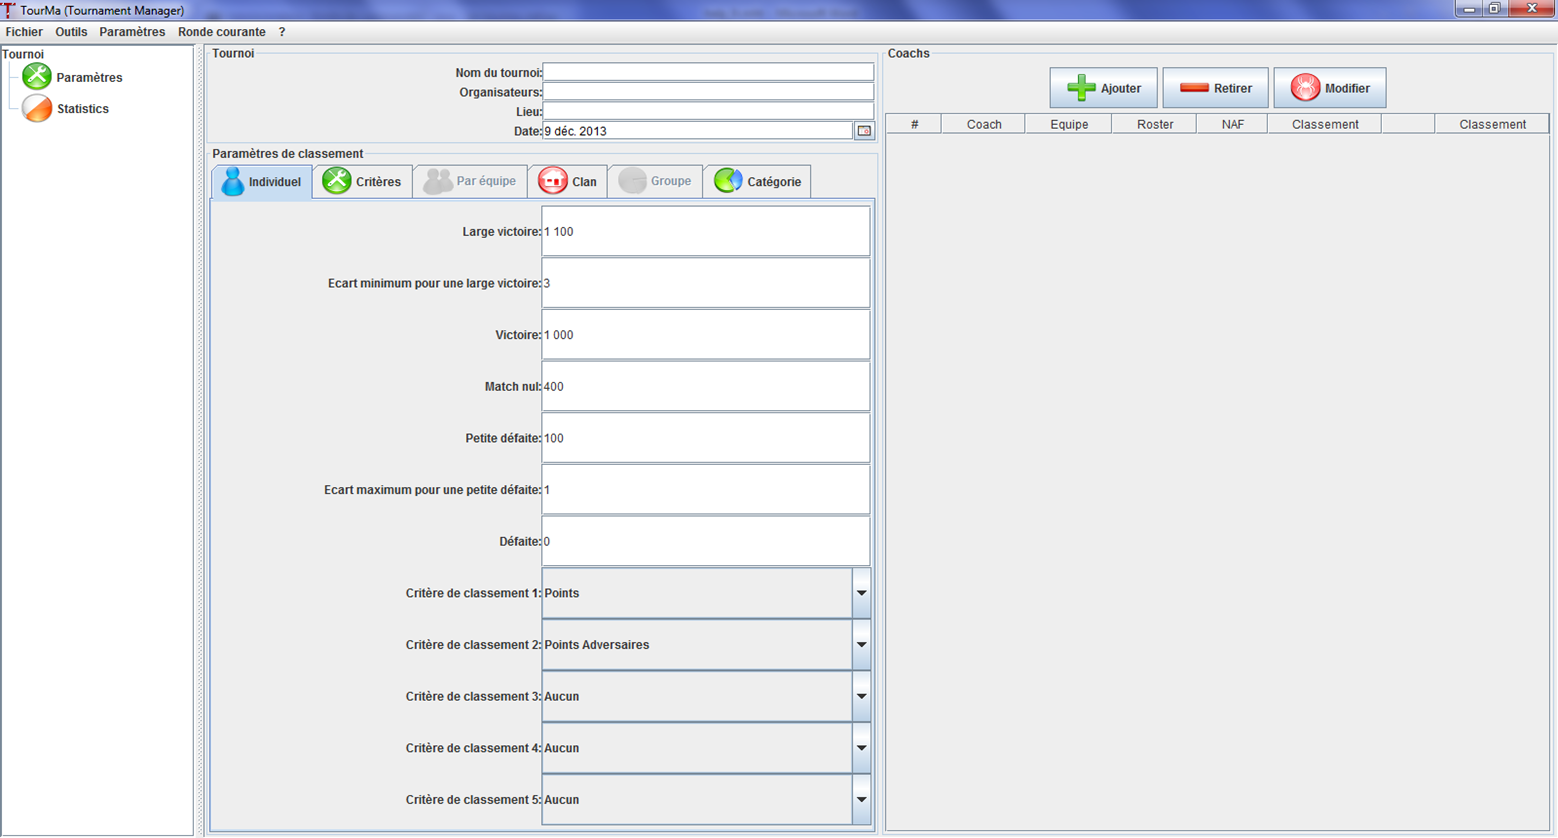 TourMa (Tournament Manager)
Fichier Outils Paramètres Ronde courante ?
Tournoi
Paramètres
Statistics
Tournoi
Nom du tournoi:
Organisateurs:
Lieu:
Date: 9 déc. 2013
Paramètres de classement
Individuel Critères Par équipe Clan Groupe Catégorie
Large victoire: 1 100
Ecart minimum pour une large victoire: 3
Victoire: 1 000
Match nul: 400
Petite défaite: 100
Ecart maximum pour une petite défaite: 1
Défaite: 0
Critère de classement 1: Points
Critère de classement 2: Points Adversaires
Critère de classement 3: Aucun
Critère de classement 4: Aucun
Critère de classement 5: Aucun
Coachs
Ajouter Retirer Modifier
# Coach Equipe Roster NAF Classement Classement